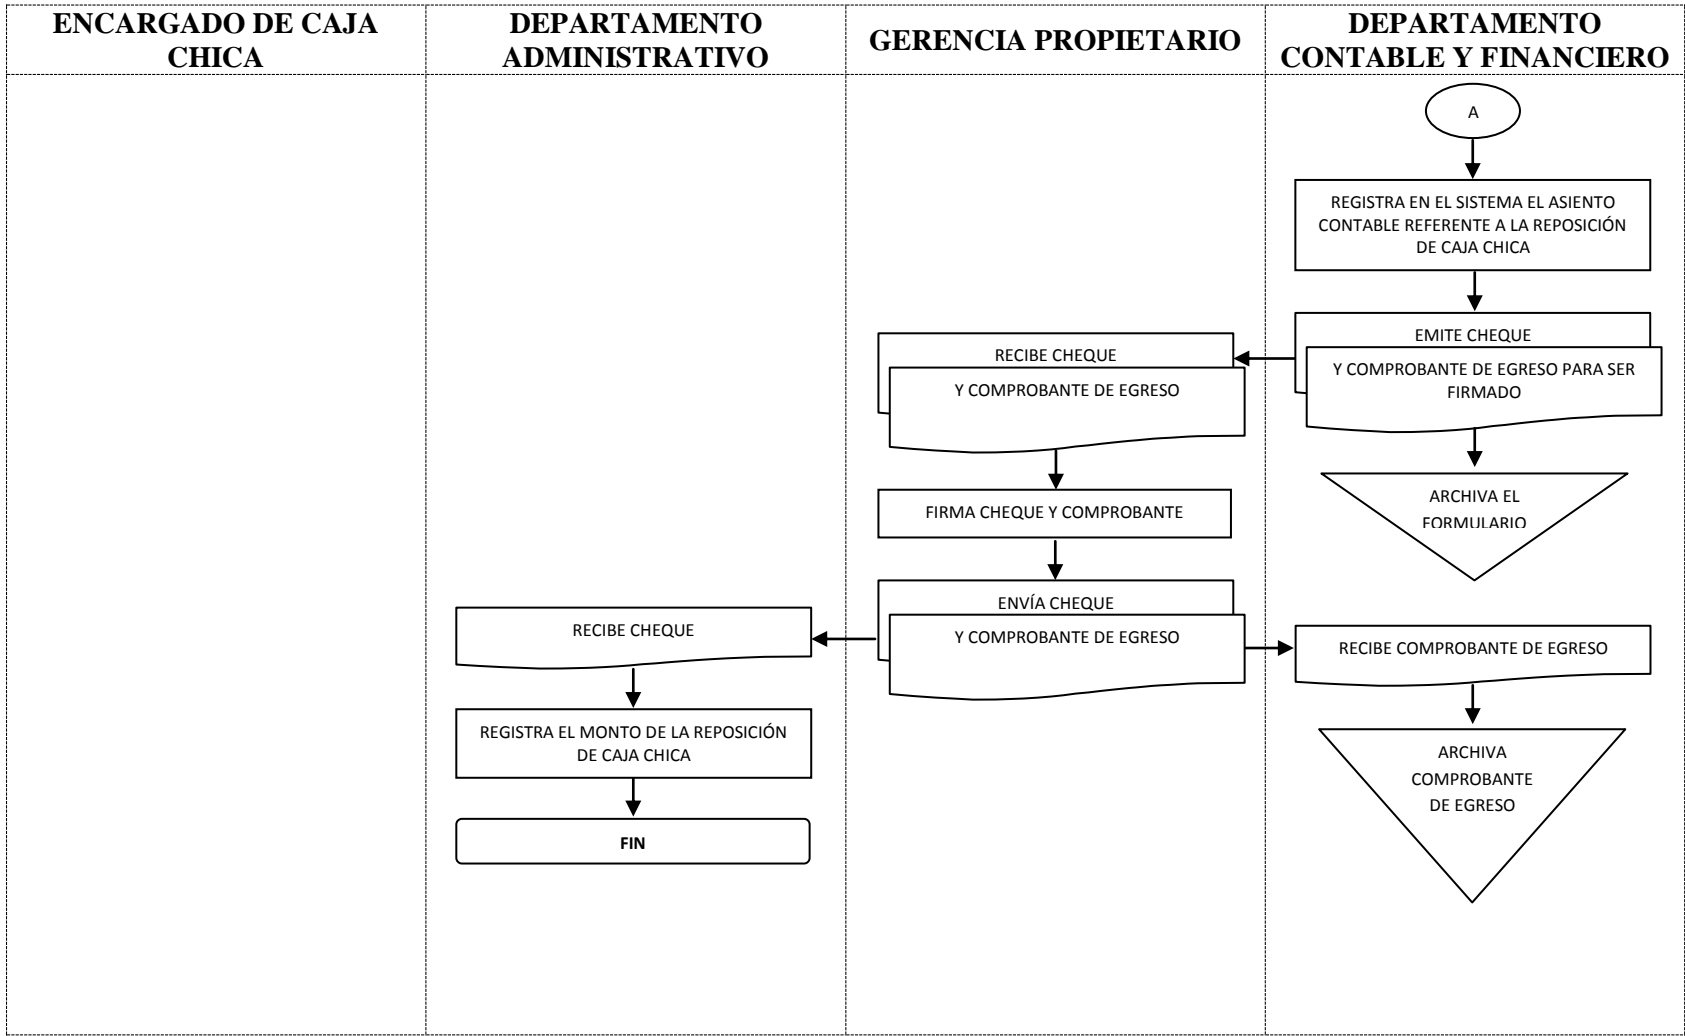 ENCARGADO DE CAJA
CHICA
DEPARTAMENTO
ADMINISTRATIVO
GERENCIA PROPIETARIO
DEPARTAMENTO
CONTABLE Y FINANCIERO
A
REGISTRA EN EL SISTEMA EL ASIENTO
CONTABLE REFERENTE A LA REPOSICIÓN
DE CAJA CHICA
EMITE CHEQUE
Y COMPROBANTE DE EGRESO PARA SER
FIRMADO
RECIBE CHEQUE
Y COMPROBANTE DE EGRESO
ARCHIVA EL
FORMULARIO
FIRMA CHEQUE Y COMPROBANTE
ENVÍA CHEQUE
Y COMPROBANTE DE EGRESO
RECIBE CHEQUE
RECIBE COMPROBANTE DE EGRESO
REGISTRA EL MONTO DE LA REPOSICIÓN
DE CAJA CHICA
ARCHIVA
COMPROBANTE
DE EGRESO
FIN